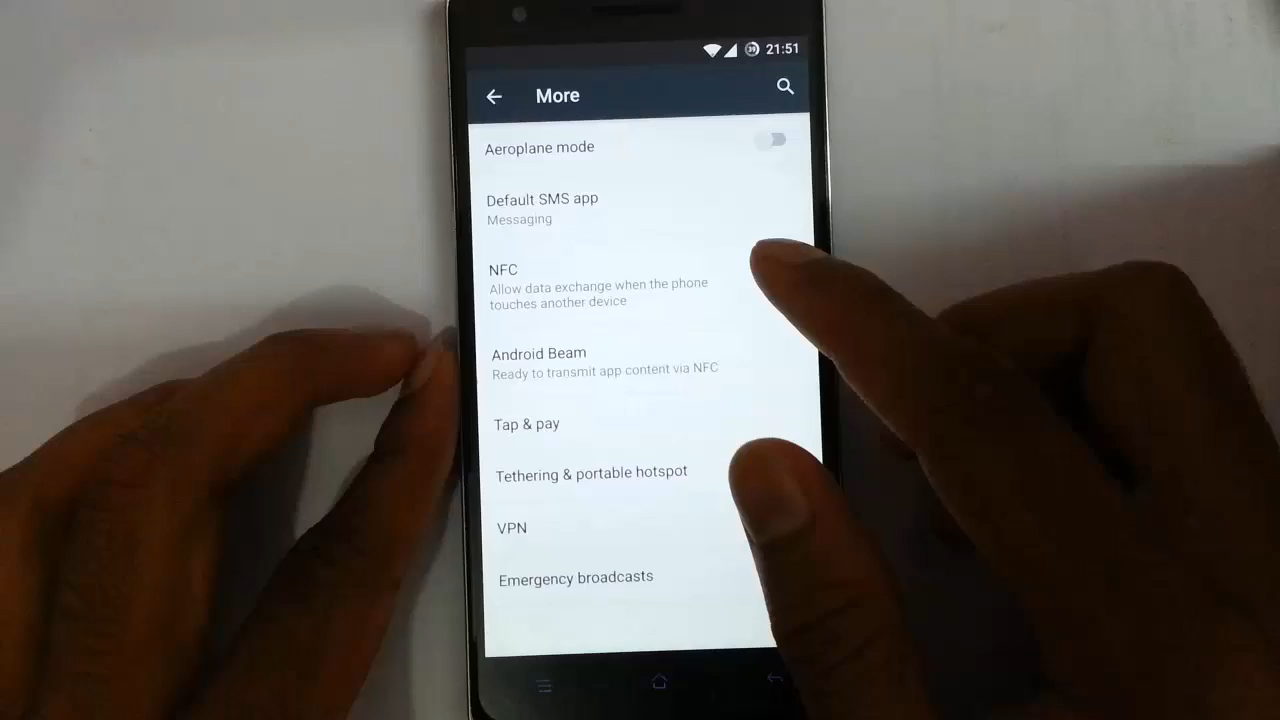 39 21:51
More
Aeroplane mode
Default SMS app
Messaging
NFC
Allow data exchange when the phone
touches another device
Android Beam
Ready to transmit app content via NFC
Tap & pay
Tethering & portable hotspot
VPN
Emergency broadcasts